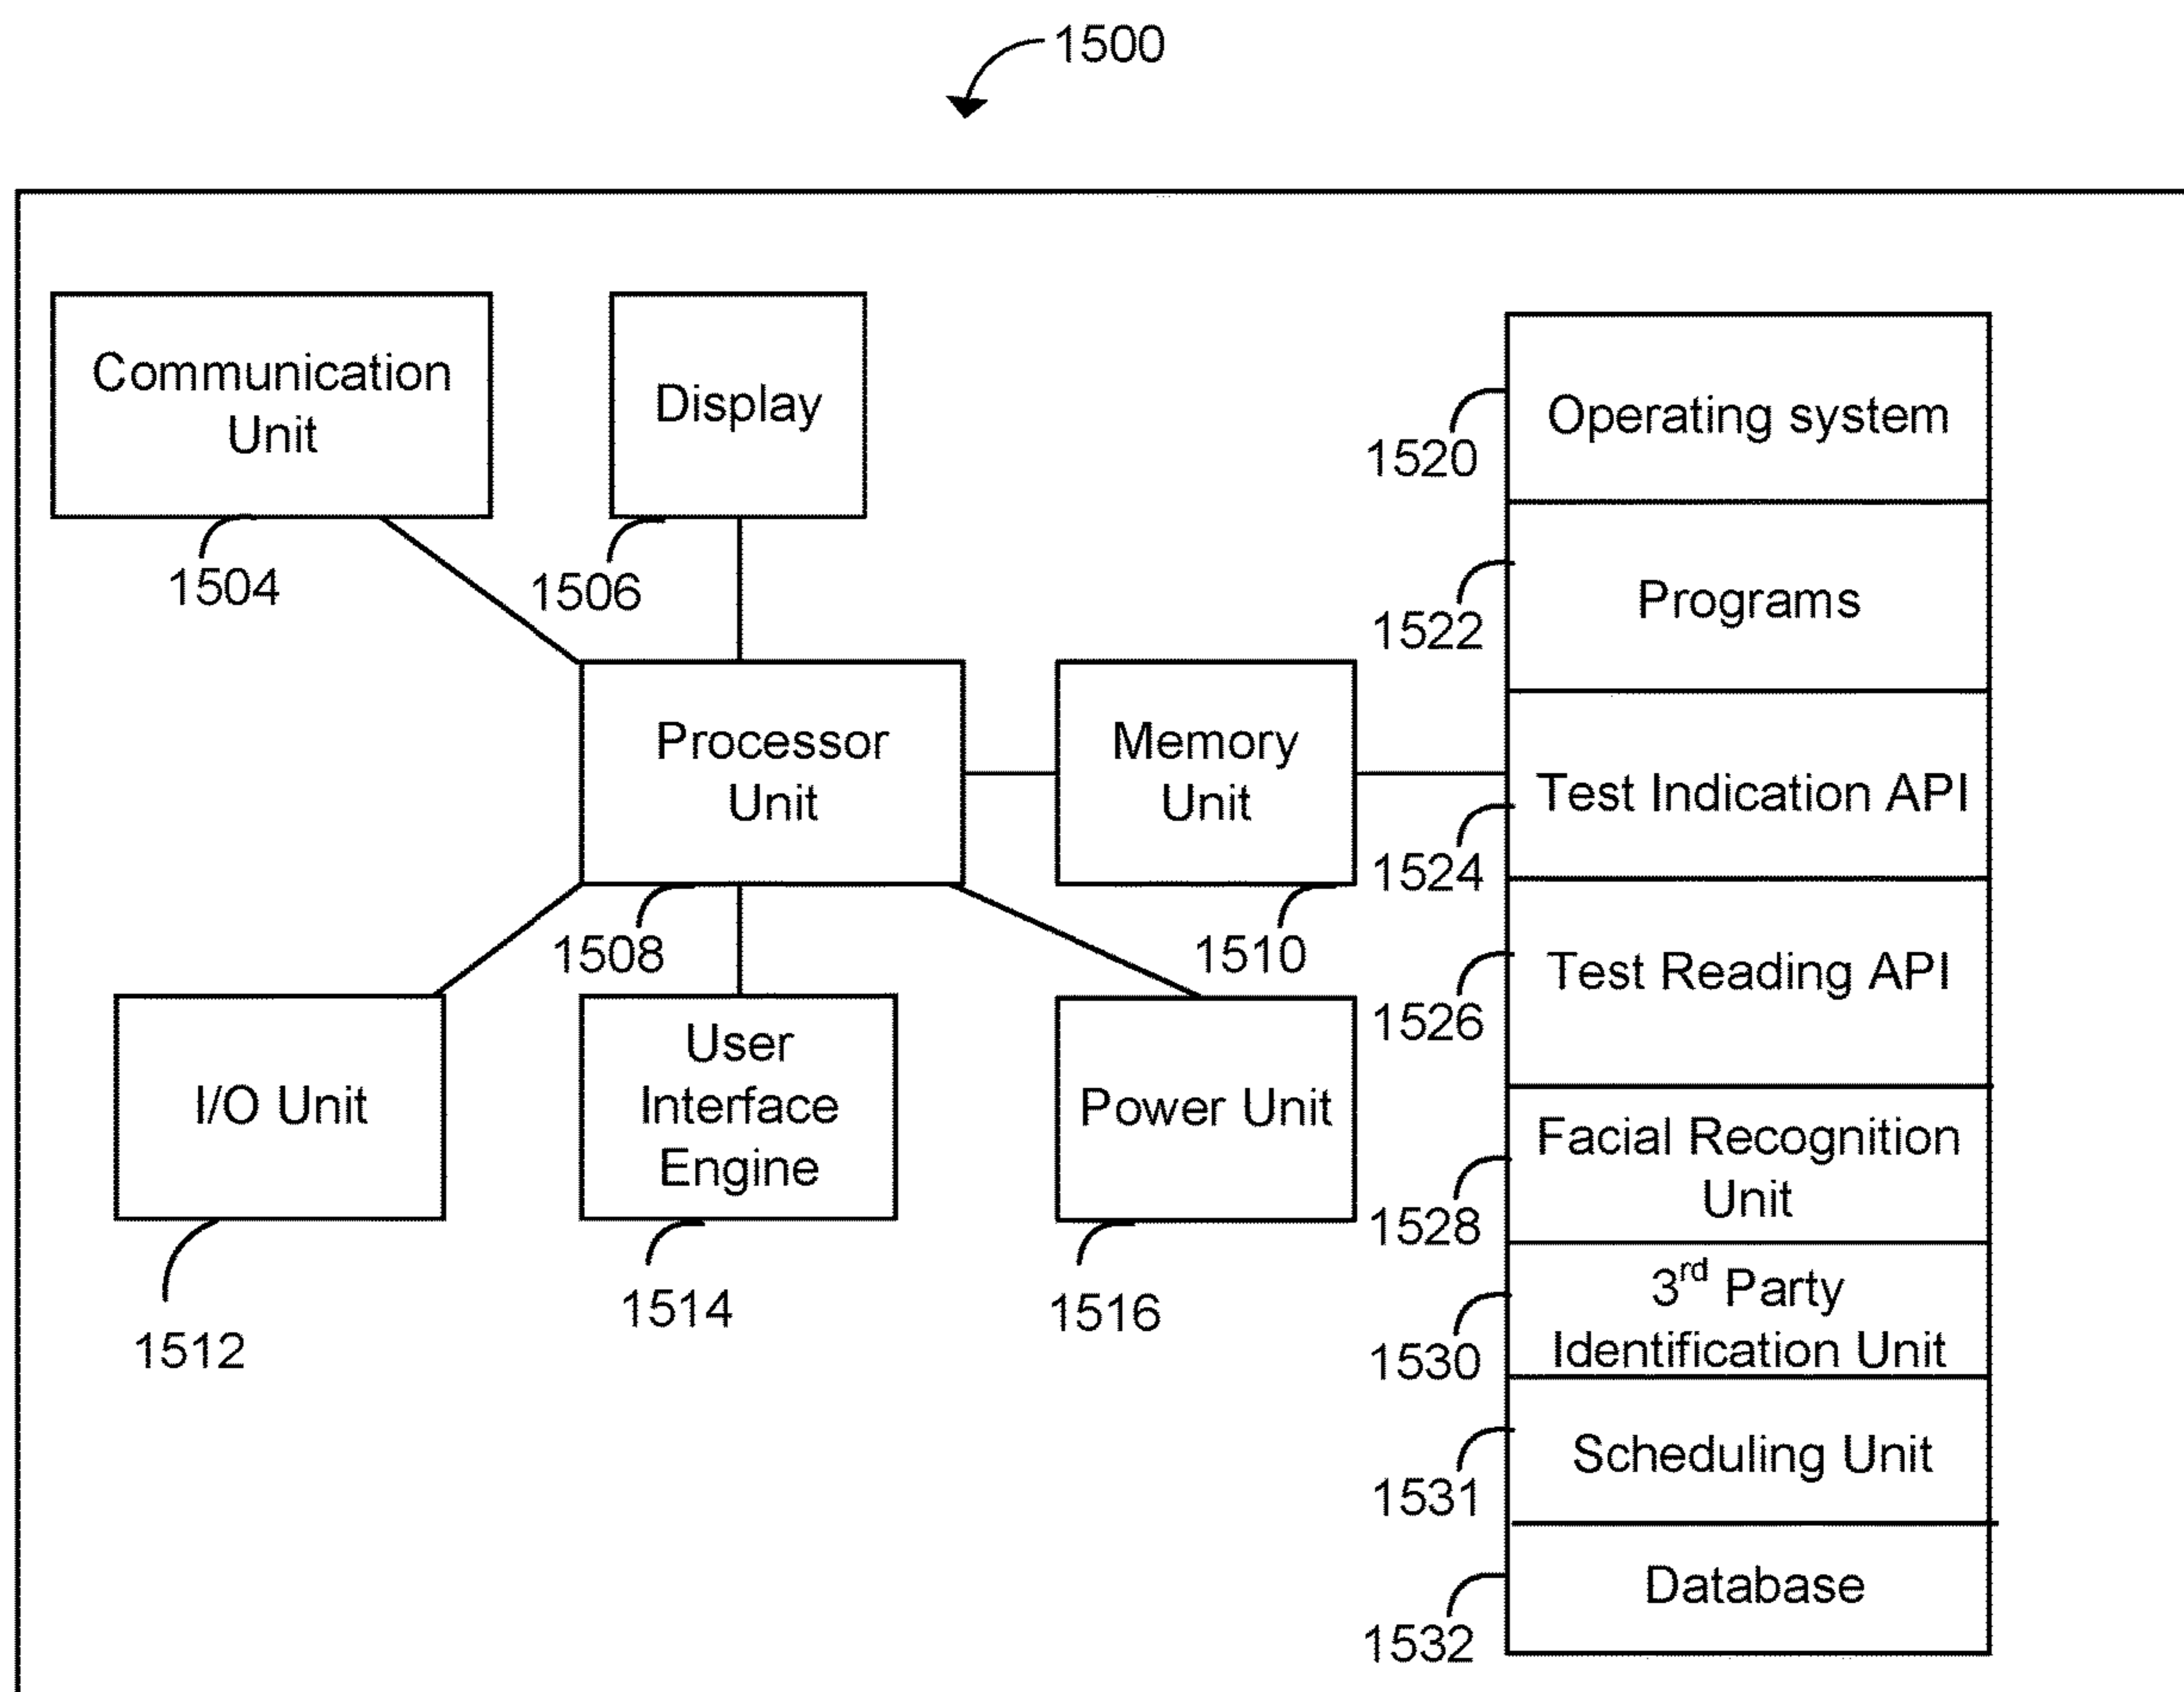 1500
Communication
Unit
1504
Display
1506
Processor
Unit
1508
Memory
Unit
1510
I/O Unit
1512
User
Interface
Engine
1514
Power Unit
1516
Operating system
1520
Programs
1522
Test Indication API
1524
Test Reading API
1526
Facial Recognition
Unit
1528
3rd Party
Identification Unit
1530
Scheduling Unit
1531
Database
1532